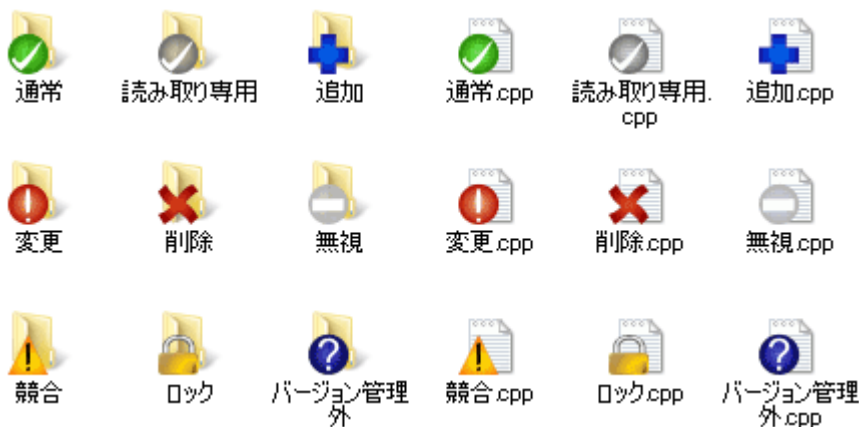 通常
読み取り専用
追加
通常.cpp
読み取り専用.
cpp
追加.cpp
変更
削除
無視
変更.cpp
削除.cpp
無視.cpp
競合
ロック
バージョン管理
外
競合.cpp
ロック.cpp
バージョン管理
外.cpp